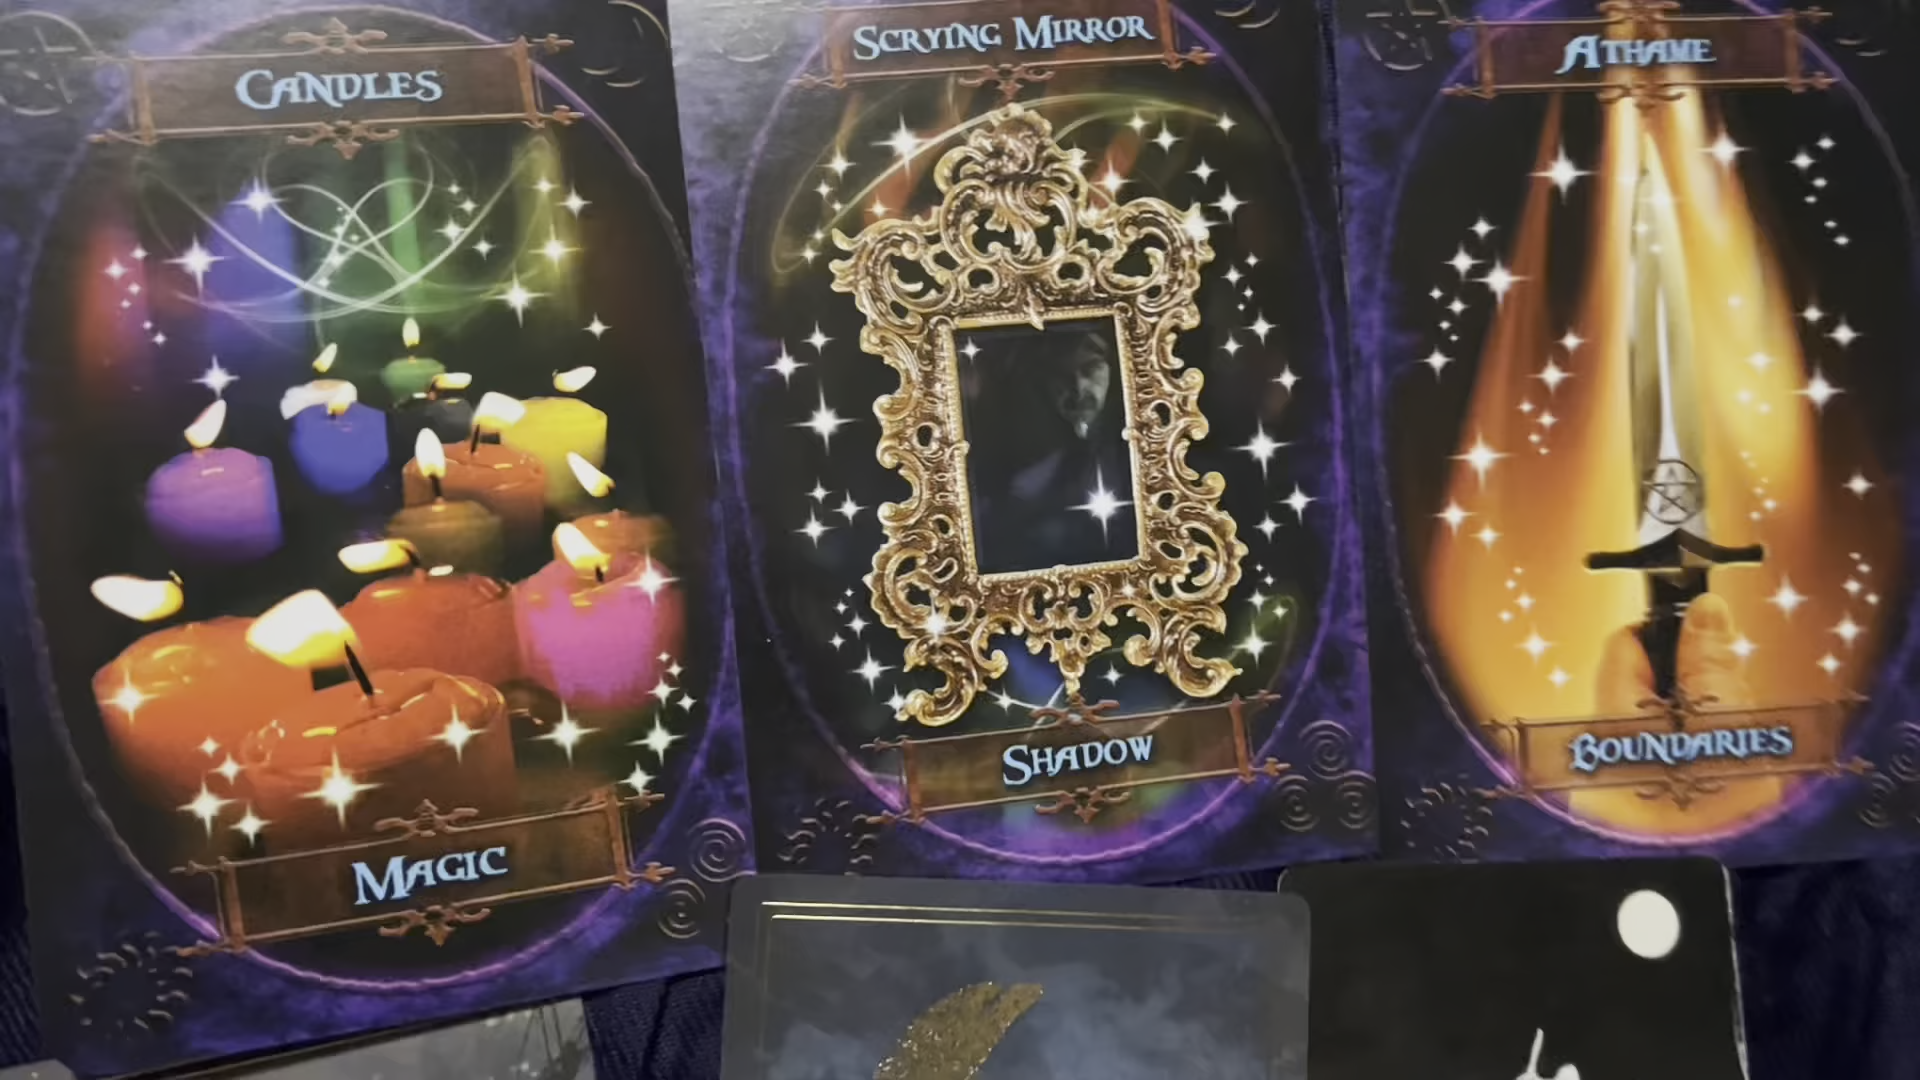 Candles
Magic
Scrying Mirror
Shadow
Athame
Boundaries